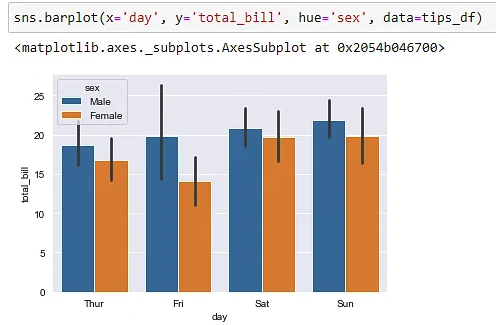 sns.barplot(x='day', y='total_bill', hue='sex', data=tips_df)
<matplotlib.axes._subplots.AxesSubplot at 0x2054b046700>
sex
Male
Female
total_bill
25
20
15
10
5
0
Thur Fri Sat Sun
day